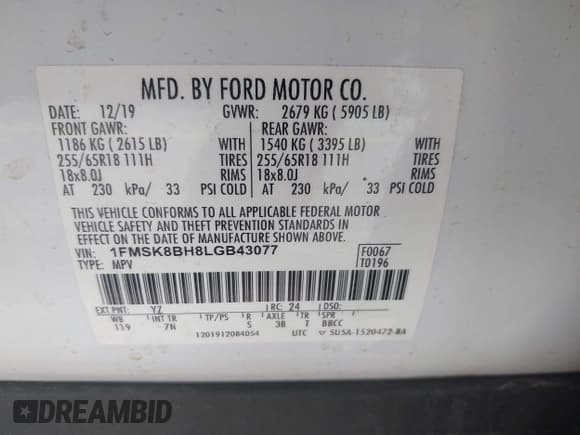 MFD. BY FORD MOTOR CO.
DATE: 12/19 GVWR: 2679 KG ( 5905 LB)
FRONT GAWR: REAR GAWR:
1186 KG ( 2615 LB) WITH 1540 KG ( 3395 LB) WITH
255/65R18 111H TIRES 255/65R18 111H TIRES
18x8.0J RIMS 18x8.0J RIMS
AT 230 kPa/ 33 PSI COLD AT 230 kPa/ 33 PSI COLD
THIS VEHICLE CONFORMS TO ALL APPLICABLE FEDERAL MOTOR
VEHICLE SAFETY AND THEFT PREVENTION STANDARDS IN
EFFECT ON THE DATE OF MANUFACTURE SHOWN ABOVE.
VIN: 1FMSK8BH8LGB43077 F0067
TYPE: MPV T0196
EXT PNT: YZ RC: 24 DSO:
WB INT TR TP/PS R AXLE TR SPR
119 7N S 3B T BBCC
1201912084054 UTC SU5A-1520472-BA
DREAMBID